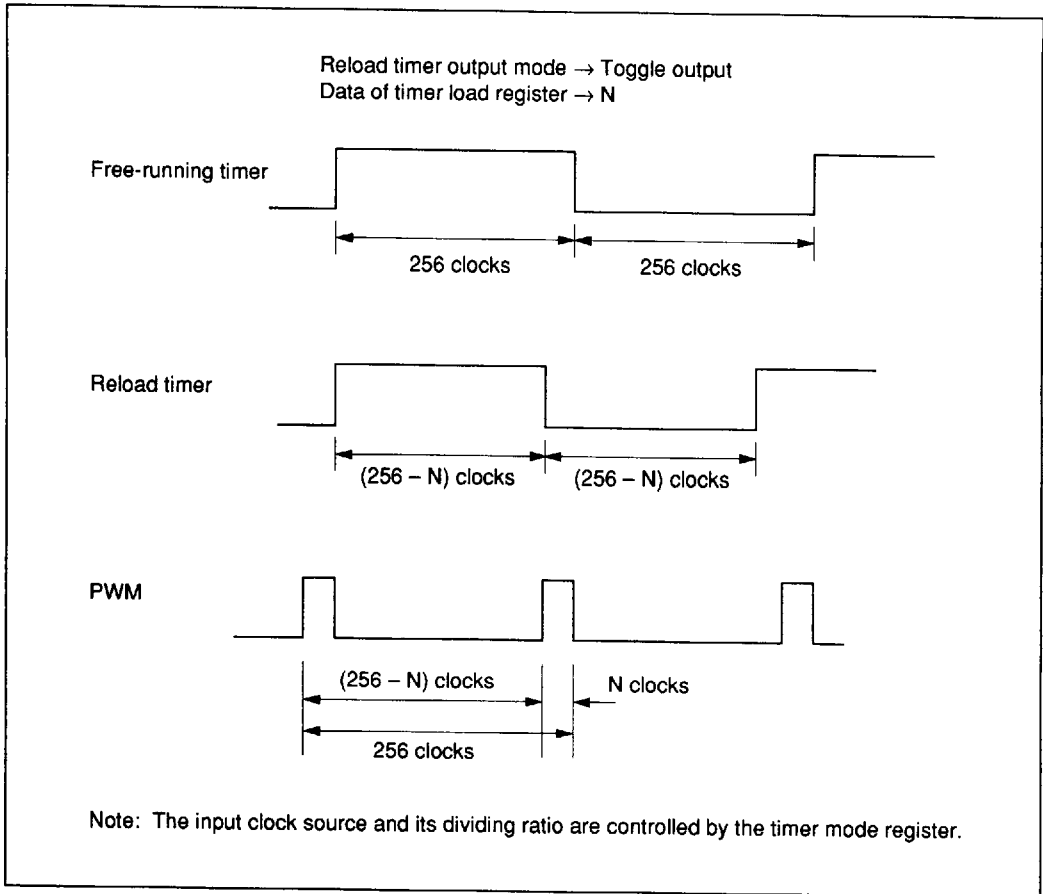 Reload timer output mode → Toggle output
Data of timer load register → N
Free-running timer
256 clocks 256 clocks
Reload timer
(256 – N) clocks (256 – N) clocks
PWM
(256 – N) clocks N clocks
256 clocks
Note: The input clock source and its dividing ratio are controlled by the timer mode register.